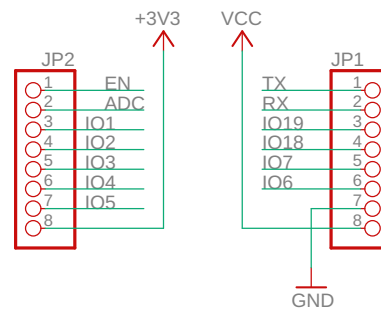 +3V3 VCC
JP2 JP1
1 EN TX 1
2 ADC RX 2
3 IO1 IO19 3
4 IO2 IO18 4
5 IO3 IO7 5
6 IO4 IO6 6
7 IO5 7
8 8
GND